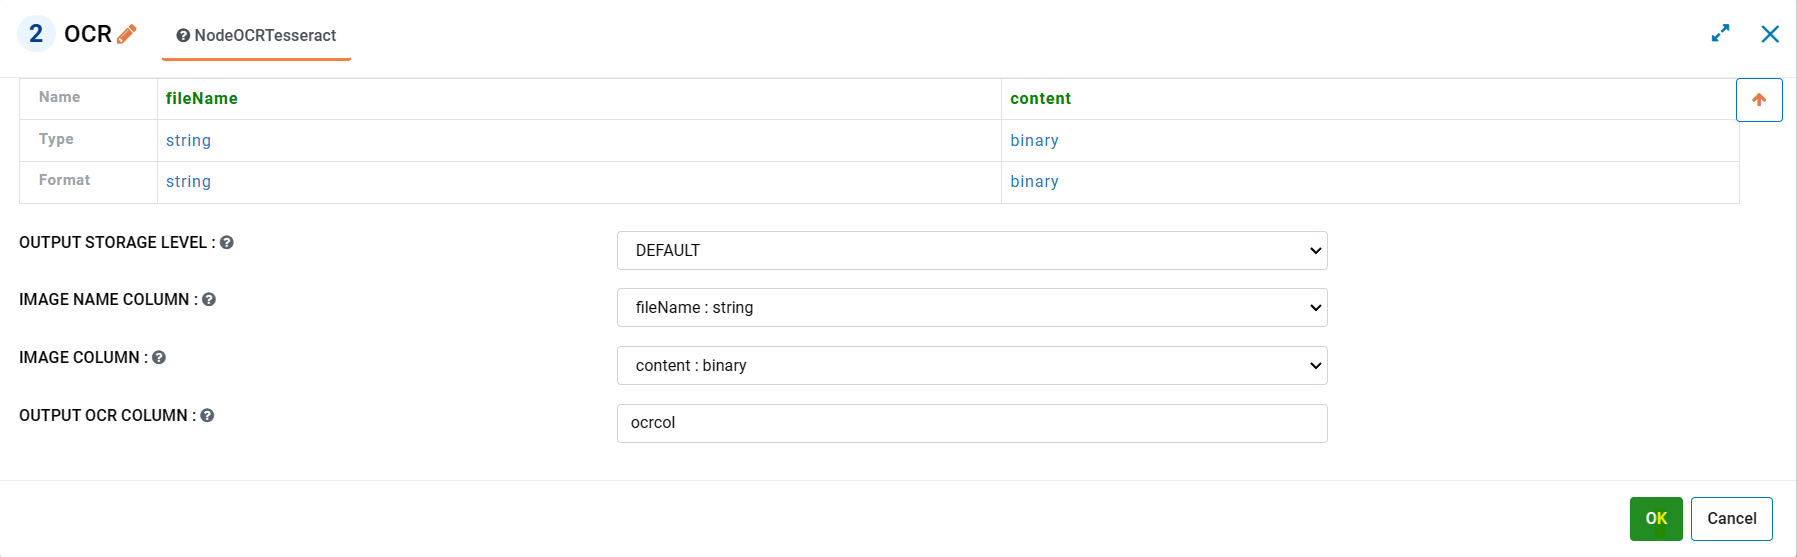 2 OCR NodeOCRTesseract
Name fileName content
Type string binary
Format string binary
OUTPUT STORAGE LEVEL : DEFAULT
IMAGE NAME COLUMN : fileName : string
IMAGE COLUMN : content : binary
OUTPUT OCR COLUMN : ocrcol
OK Cancel